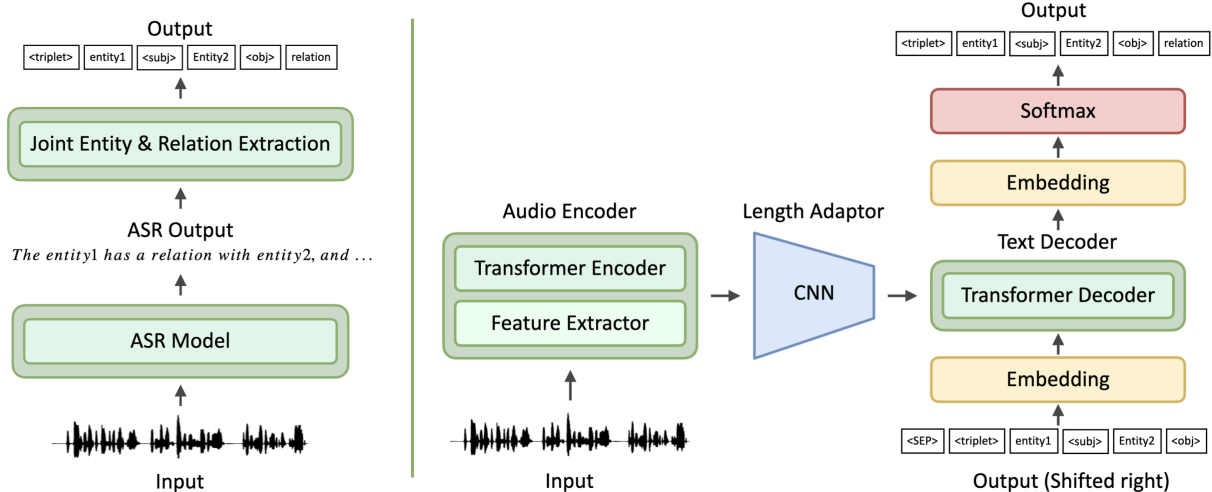 Output
<triplet> entity1 <subj> Entity2 <obj> relation
Joint Entity & Relation Extraction
ASR Output
The entity1 has a relation with entity2, and ...
ASR Model
Input
Audio Encoder
Transformer Encoder
Feature Extractor
Input
Length Adaptor
CNN
Output
<triplet> entity1 <subj> Entity2 <obj> relation
Softmax
Embedding
Text Decoder
Transformer Decoder
Embedding
<SEP> <triplet> entity1 <subj> Entity2 <obj>
Output (Shifted right)